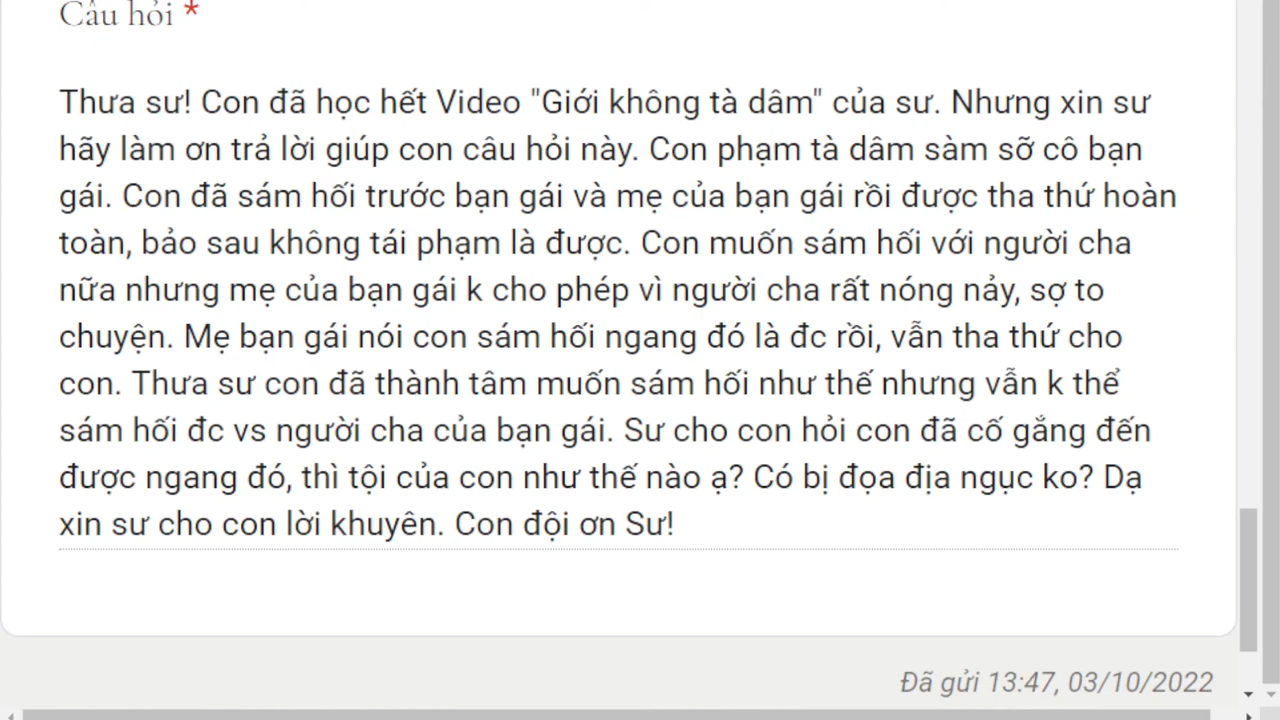 Câu hỏi *
Thưa sư! Con đã học hết Video "Giới không tà dâm" của sư. Nhưng xin sư
hãy làm ơn trả lời giúp con câu hỏi này. Con phạm tà dâm sàm sỡ cô bạn
gái. Con đã sám hối trước bạn gái và mẹ của bạn gái rồi được tha thứ hoàn
toàn, bảo sau không tái phạm là được. Con muốn sám hối với người cha
nữa nhưng mẹ của bạn gái k cho phép vì người cha rất nóng nảy, sợ to
chuyện. Mẹ bạn gái nói con sám hối ngang đó là đc rồi, vẫn tha thứ cho
con. Thưa sư con đã thành tâm muốn sám hối như thế nhưng vẫn k thể
sám hối đc vs người cha của bạn gái. Sư cho con hỏi con đã cố gắng đến
được ngang đó, thì tội của con như thế nào ạ? Có bị đọa địa ngục ko? Dạ
xin sư cho con lời khuyên. Con đội ơn Sư!
Đã gửi 13:47, 03/10/2022